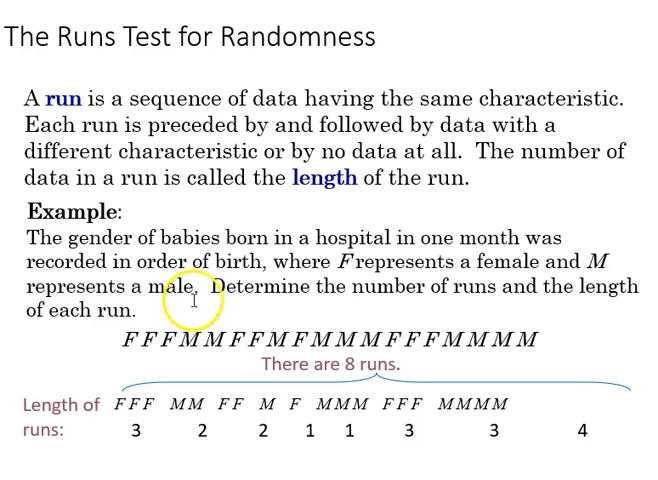 The Runs Test for Randomness
A run is a sequence of data having the same characteristic.
Each run is preceded by and followed by data with a
different characteristic or by no data at all. The number of
data in a run is called the length of the run.
Example:
The gender of babies born in a hospital in one month was
recorded in order of birth, where F represents a female and M
represents a male. Determine the number of runs and the length
of each run.
F F F M M F F M F M M M F F F M M M M
There are 8 runs.
Length of F F F M M F F M F M M M F F F M M M M
runs: 3 2 2 1 1 3 3 4